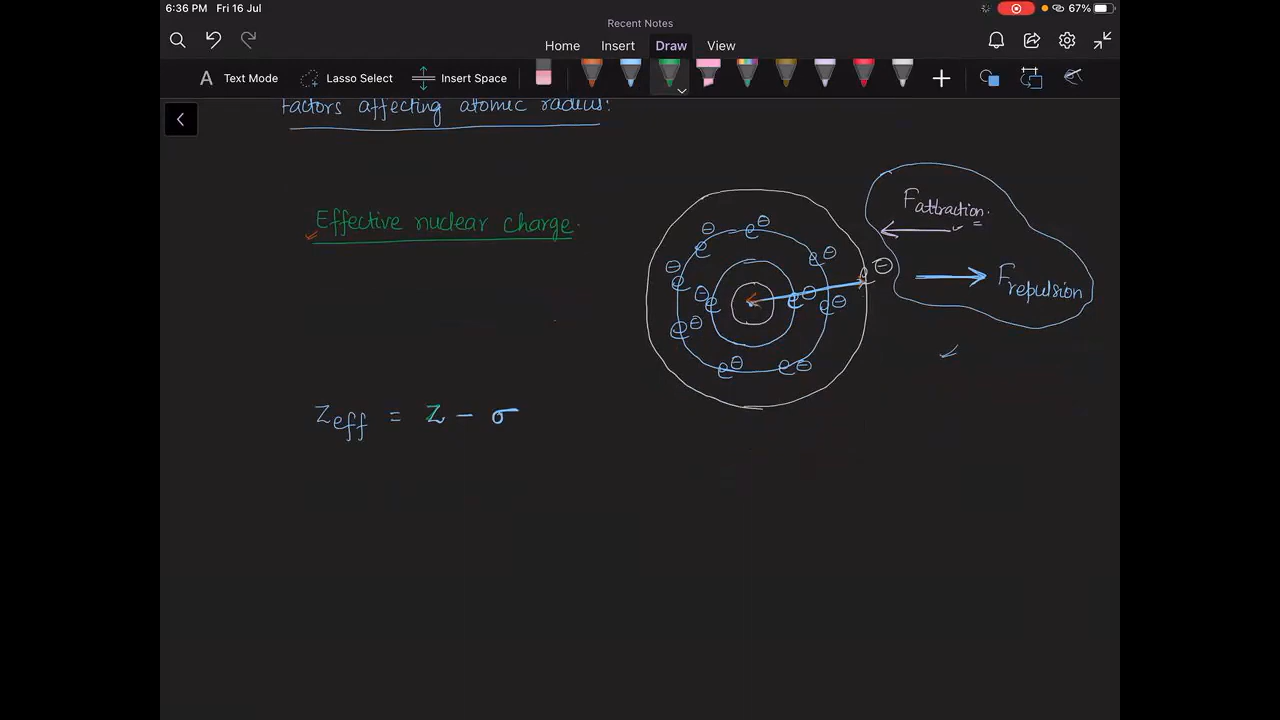 6:36 PM Fri 16 Jul
67%
Recent Notes
Home Insert Draw View
Text Mode Lasso Select Insert Space
Factors affecting atomic radius:
Effective nuclear charge.
Fattraction.
Frepulsion
e⊖ e⊖ e⊖ e⊖ e⊖ e⊖ e⊖ e⊖ e⊖ e⊖ e⊖
Zeff = Z - σ